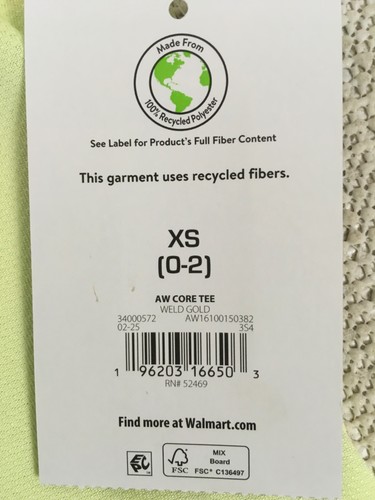 Made From
100% Recycled Polyester
See Label for Product's Full Fiber Content
This garment uses recycled fibers.
XS
(0-2)
AW CORE TEE
WELD GOLD
34000572 AW16100150382
02-25 3S4
1 96203 16650 3
RN# 52469
Find more at Walmart.com
EPC
FSC
MIX
Board
FSC® C136497